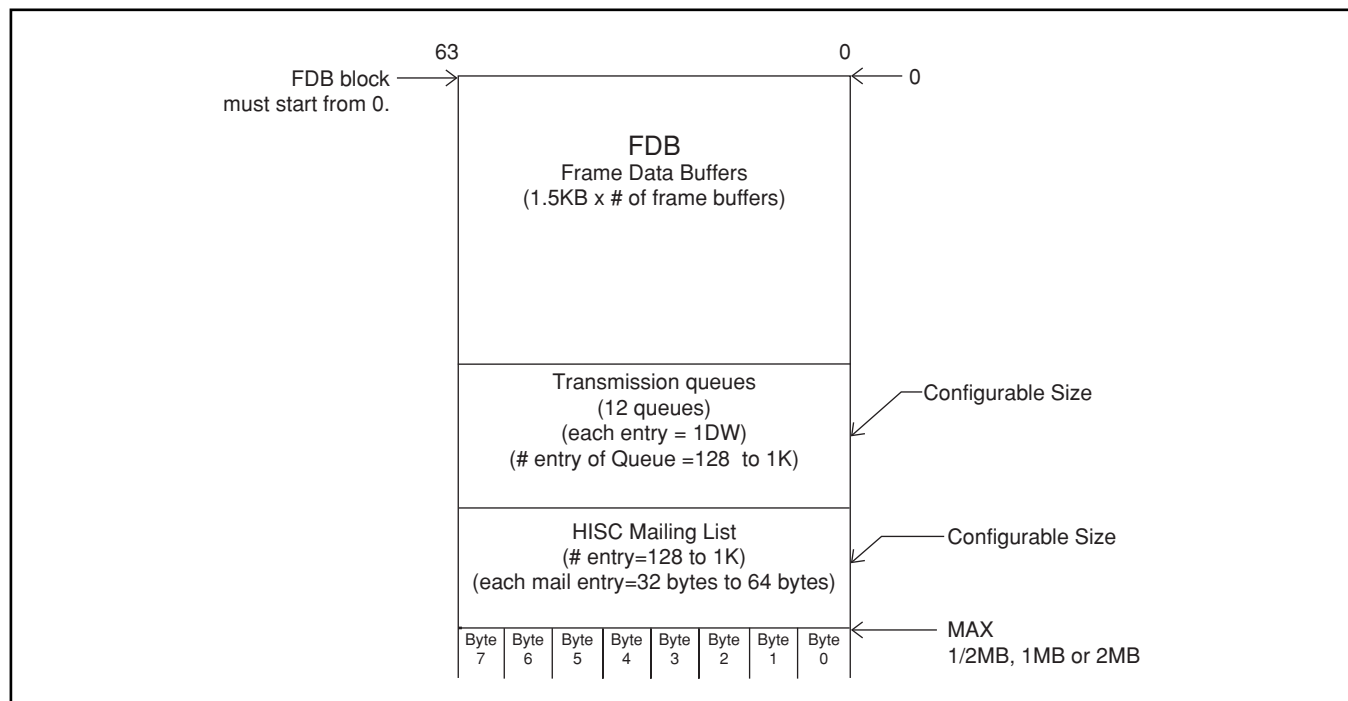 63
0
FDB block
must start from 0.
0
FDB
Frame Data Buffers
(1.5KB x # of frame buffers)
Transmission queues
(12 queues)
(each entry = 1DW)
(# entry of Queue =128 to 1K)
Configurable Size
HISC Mailing List
(# entry=128 to 1K)
(each mail entry=32 bytes to 64 bytes)
Configurable Size
MAX
1/2MB, 1MB or 2MB
Byte 7
Byte 6
Byte 5
Byte 4
Byte 3
Byte 2
Byte 1
Byte 0